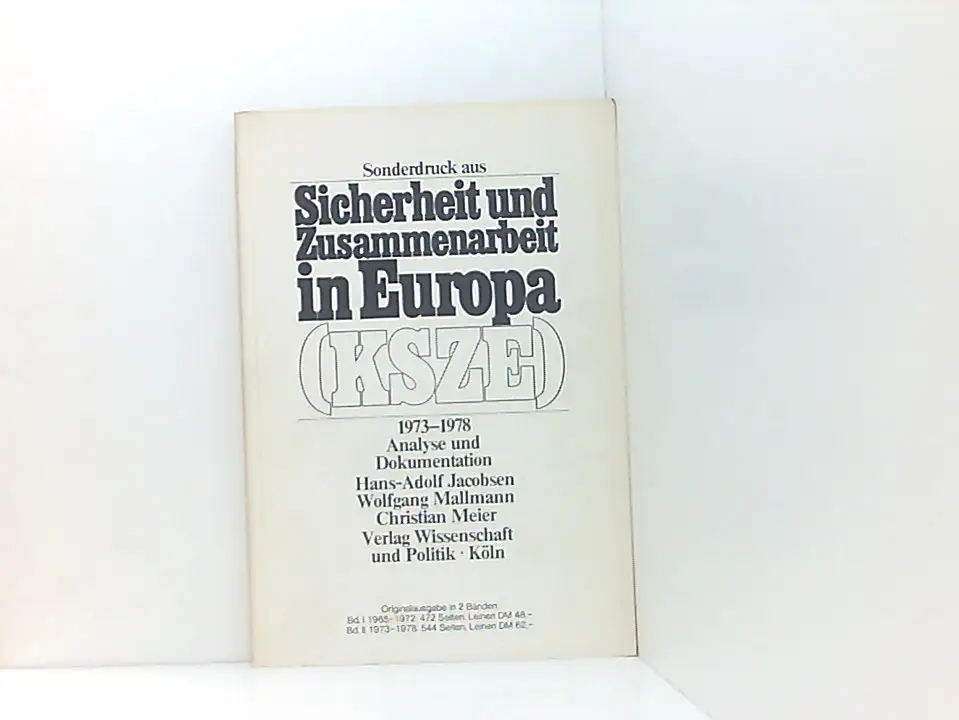 Sonderdruck aus
Sicherheit und
Zusammenarbeit
in Europa
(KSZE)
1973–1978
Analyse und
Dokumentation
Hans-Adolf Jacobsen
Wolfgang Mallmann
Christian Meier
Verlag Wissenschaft
und Politik · Köln
Originalausgabe in 2 Bänden
Bd. I 1965–1972: 472 Seiten, Leinen DM 48,–
Bd. II 1973–1978: 544 Seiten, Leinen DM 62,–